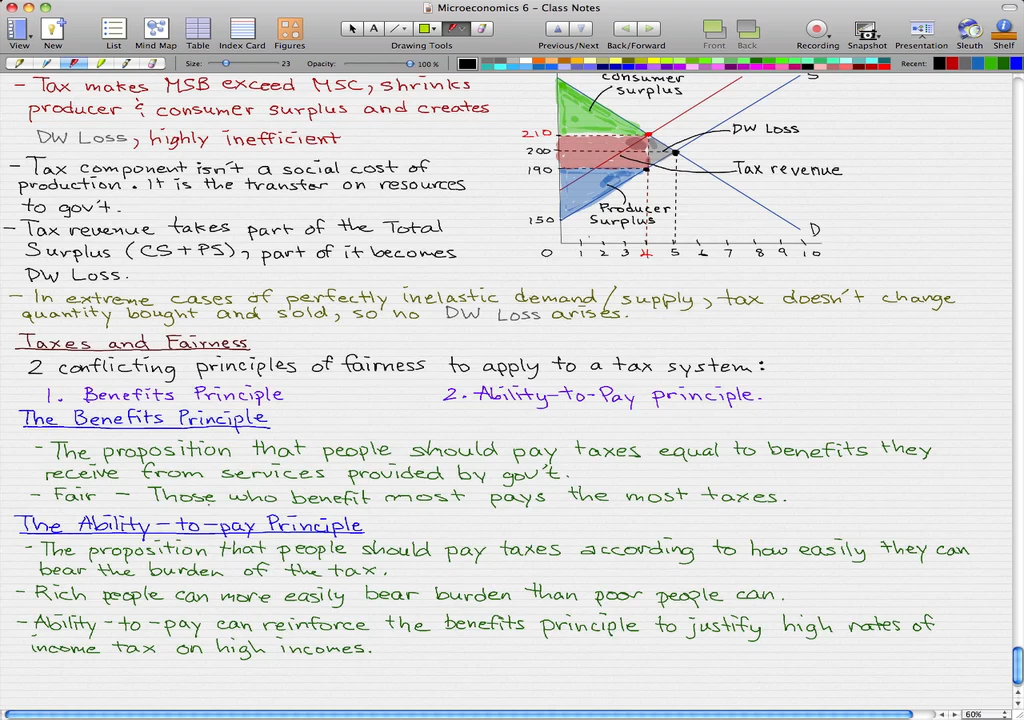 Microeconomics 6 - Class Notes
View New List Mind Map Table Index Card Figures Drawing Tools Previous/Next Back/Forward Front Back Recording Snapshot Presentation Sleuth Shelf
Size: 23 Opacity: 100 % Recent:
- Tax makes MSB exceed MSC, shrinks
producer & consumer surplus and creates
DW Loss, highly inefficient
- Tax component isn't a social cost of
production. It is the transfer on resources
to gov't.
- Tax revenue takes part of the Total
Surplus (CS+PS), part of it becomes
DW Loss.
consumer
surplus
S
210
200
190
150
DW Loss
Tax revenue
Producer
Surplus
D
0 1 2 3 4 5 6 7 8 9 10
- In extreme cases of perfectly inelastic demand/supply, tax doesn't change
quantity bought and sold, so no DW Loss arises.
Taxes and Fairness
2 conflicting principles of fairness to apply to a tax system:
1. Benefits Principle 2. Ability-to-Pay principle.
The Benefits Principle
- The proposition that people should pay taxes equal to benefits they
receive from services provided by gov't.
- Fair - Those who benefit most pays the most taxes.
The Ability-to-pay Principle
- The proposition that people should pay taxes according to how easily they can
bear the burden of the tax.
- Rich people can more easily bear burden than poor people can.
- Ability-to-pay can reinforce the benefits principle to justify high rates of
income tax on high incomes.
60%